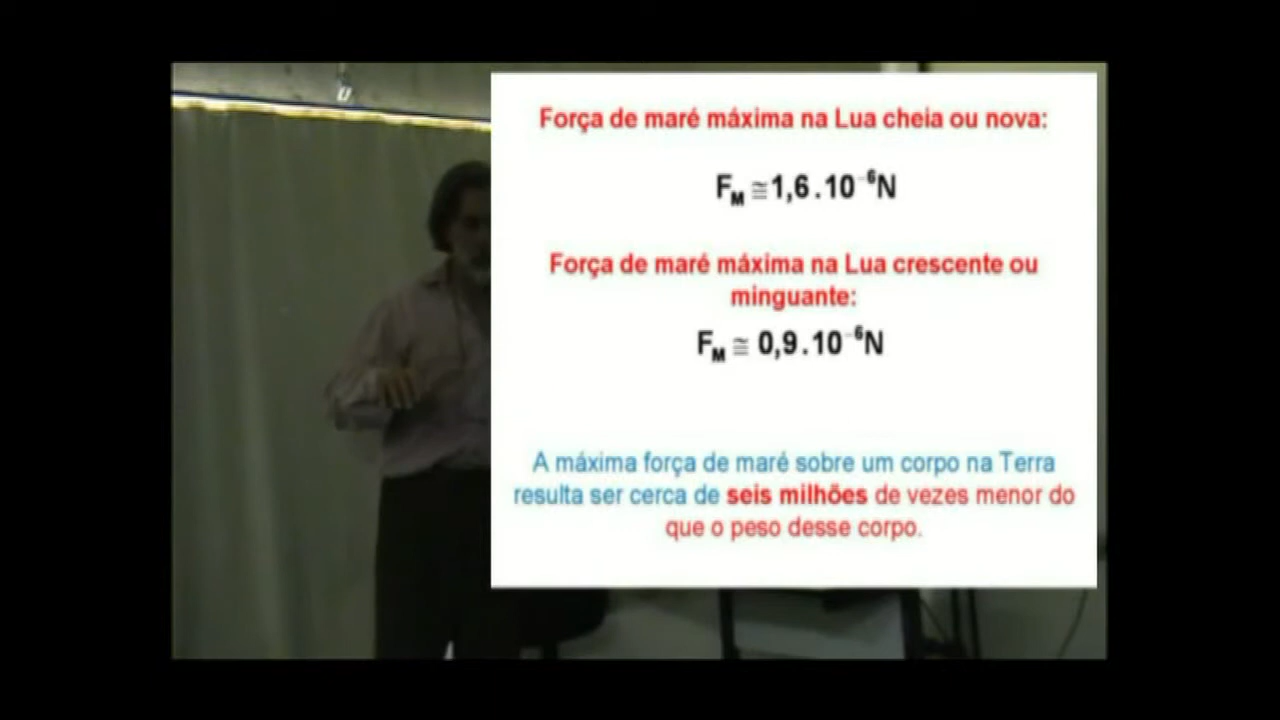 Força de maré máxima na Lua cheia ou nova:
F_M ≅ 1,6 . 10⁻⁶N
Força de maré máxima na Lua crescente ou
minguante:
F_M ≅ 0,9 . 10⁻⁶N
A máxima força de maré sobre um corpo na Terra
resulta ser cerca de seis milhões de vezes menor do
que o peso desse corpo.